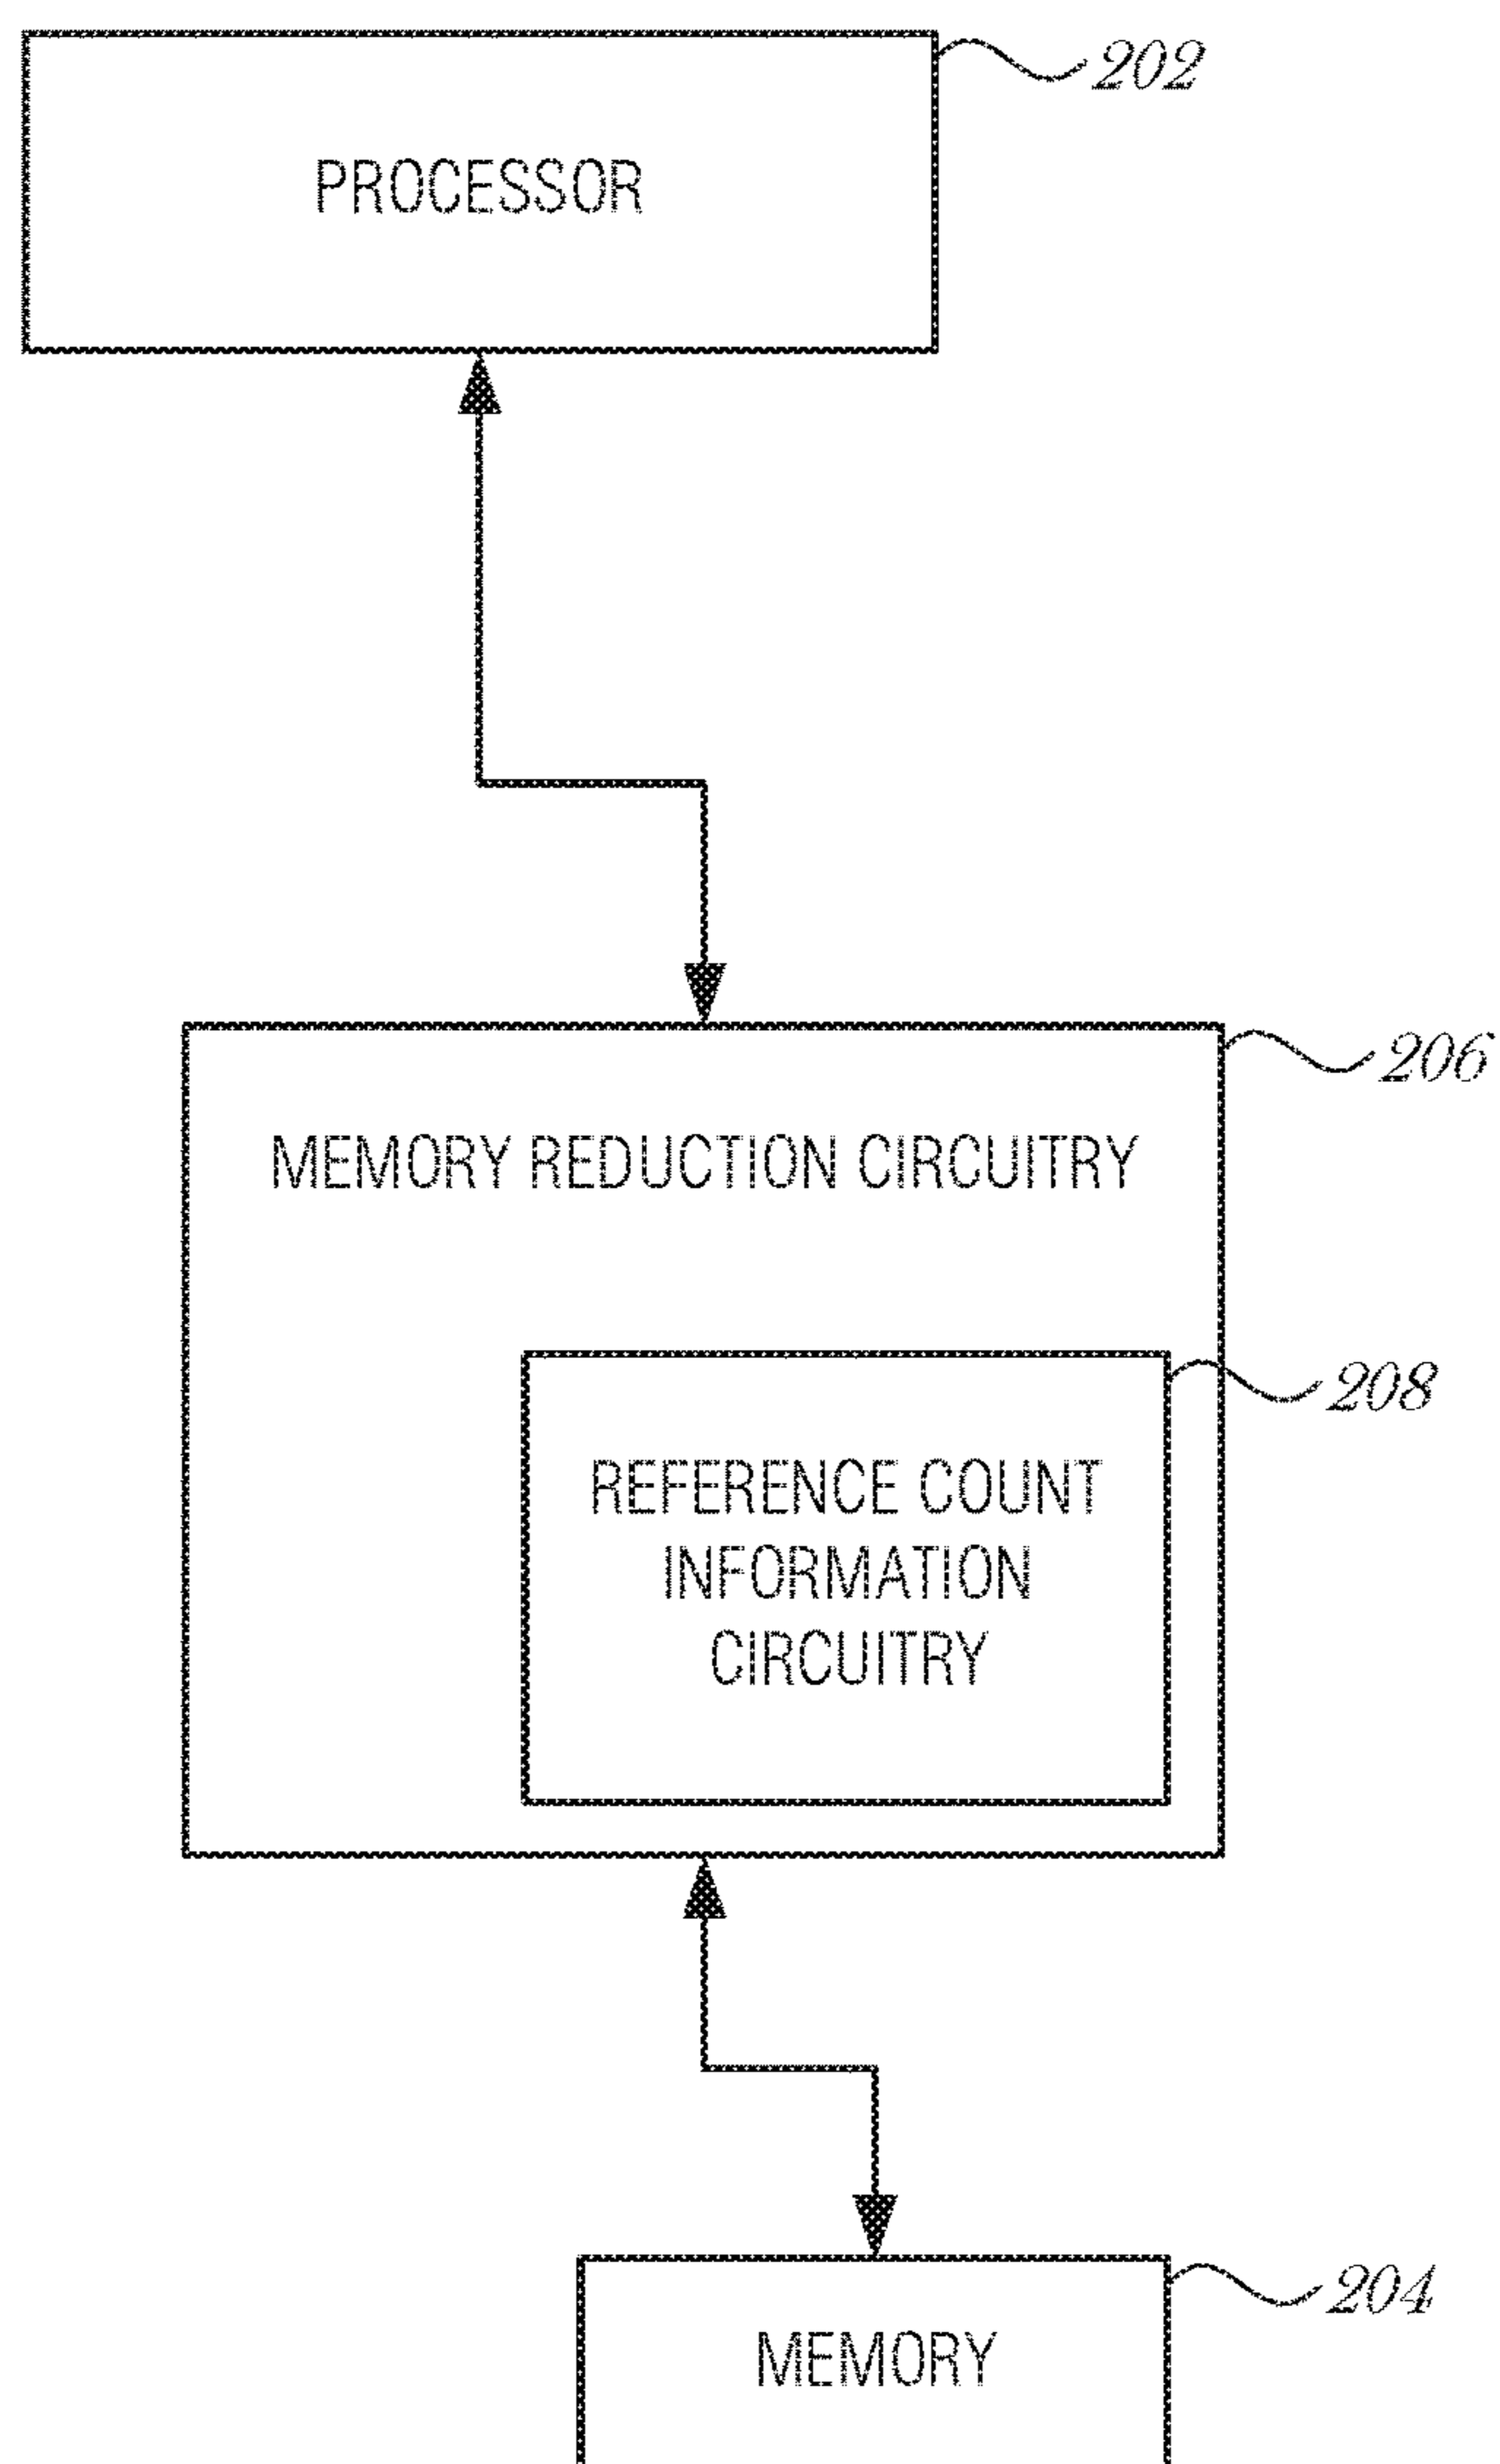 202
PROCESSOR
206
MEMORY REDUCTION CIRCUITRY
208
REFERENCE COUNT
INFORMATION
CIRCUITRY
204
MEMORY